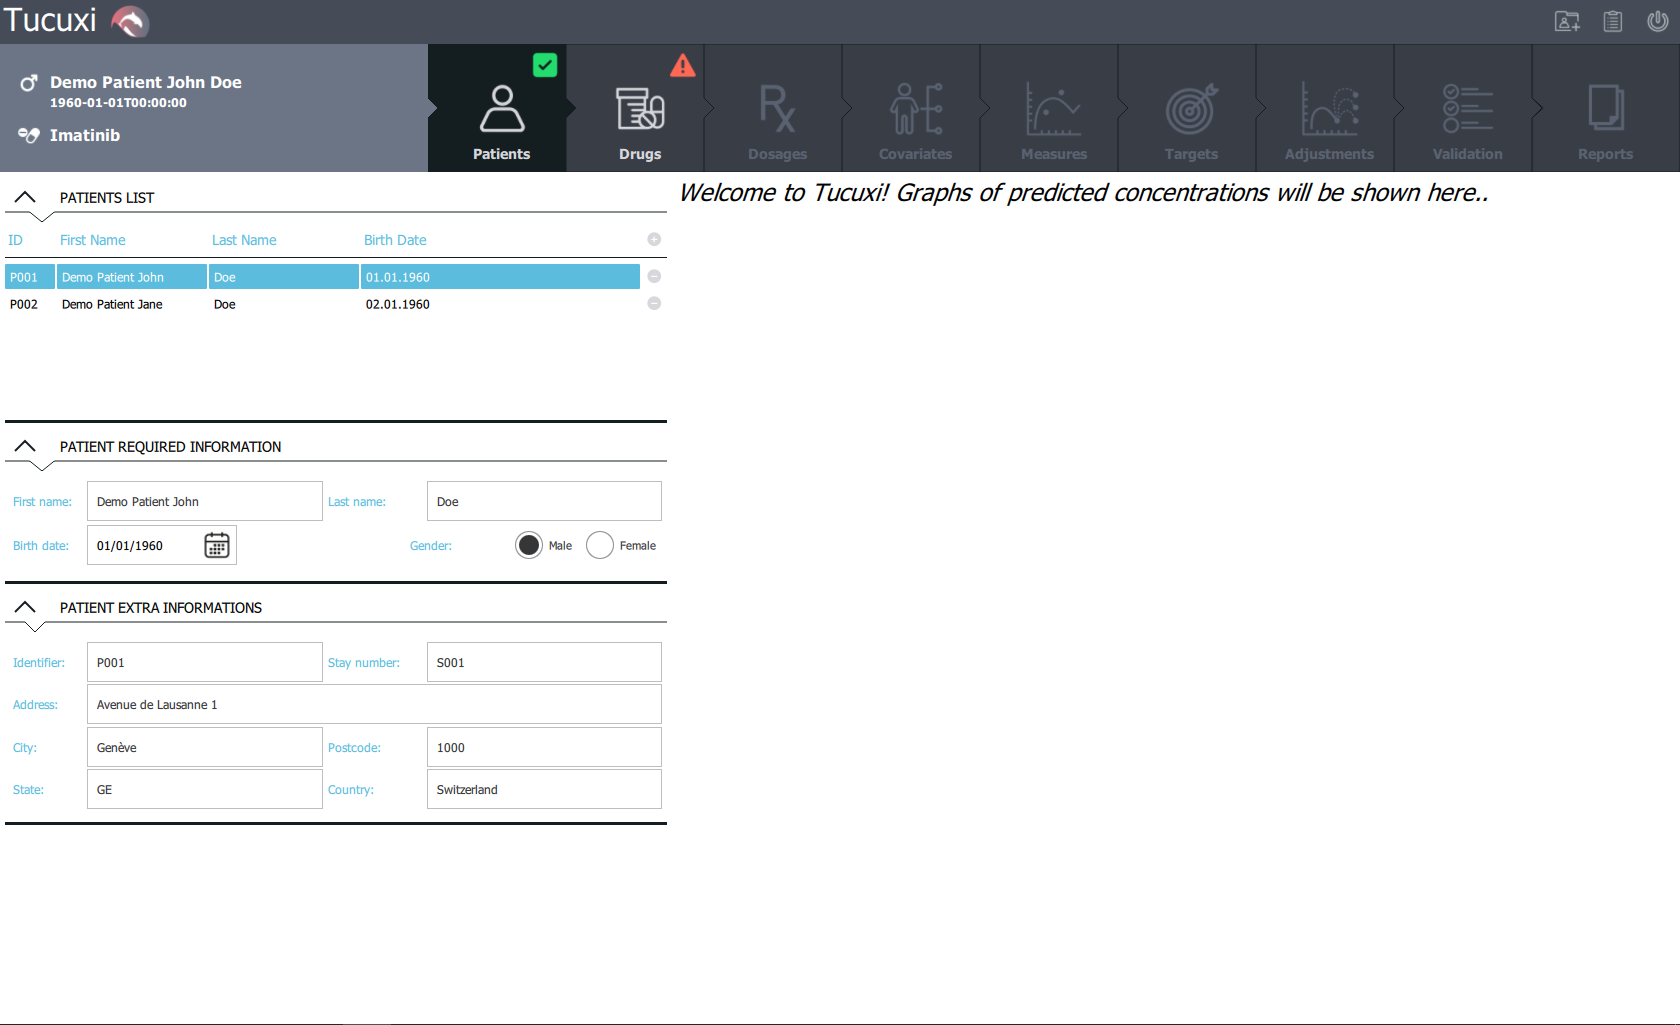 Tucuxi
Demo Patient John Doe
1960-01-01T00:00:00
Imatinib
Patients
Drugs
Rx
Dosages
Covariates
Measures
Targets
Adjustments
Validation
Reports
PATIENTS LIST
ID First Name Last Name Birth Date
P001 Demo Patient John Doe 01.01.1960
P002 Demo Patient Jane Doe 02.01.1960
PATIENT REQUIRED INFORMATION
First name: Demo Patient John Last name: Doe
Birth date: 01/01/1960 Gender: Male Female
PATIENT EXTRA INFORMATIONS
Identifier: P001 Stay number: S001
Address: Avenue de Lausanne 1
City: Genève Postcode: 1000
State: GE Country: Switzerland
Welcome to Tucuxi! Graphs of predicted concentrations will be shown here..